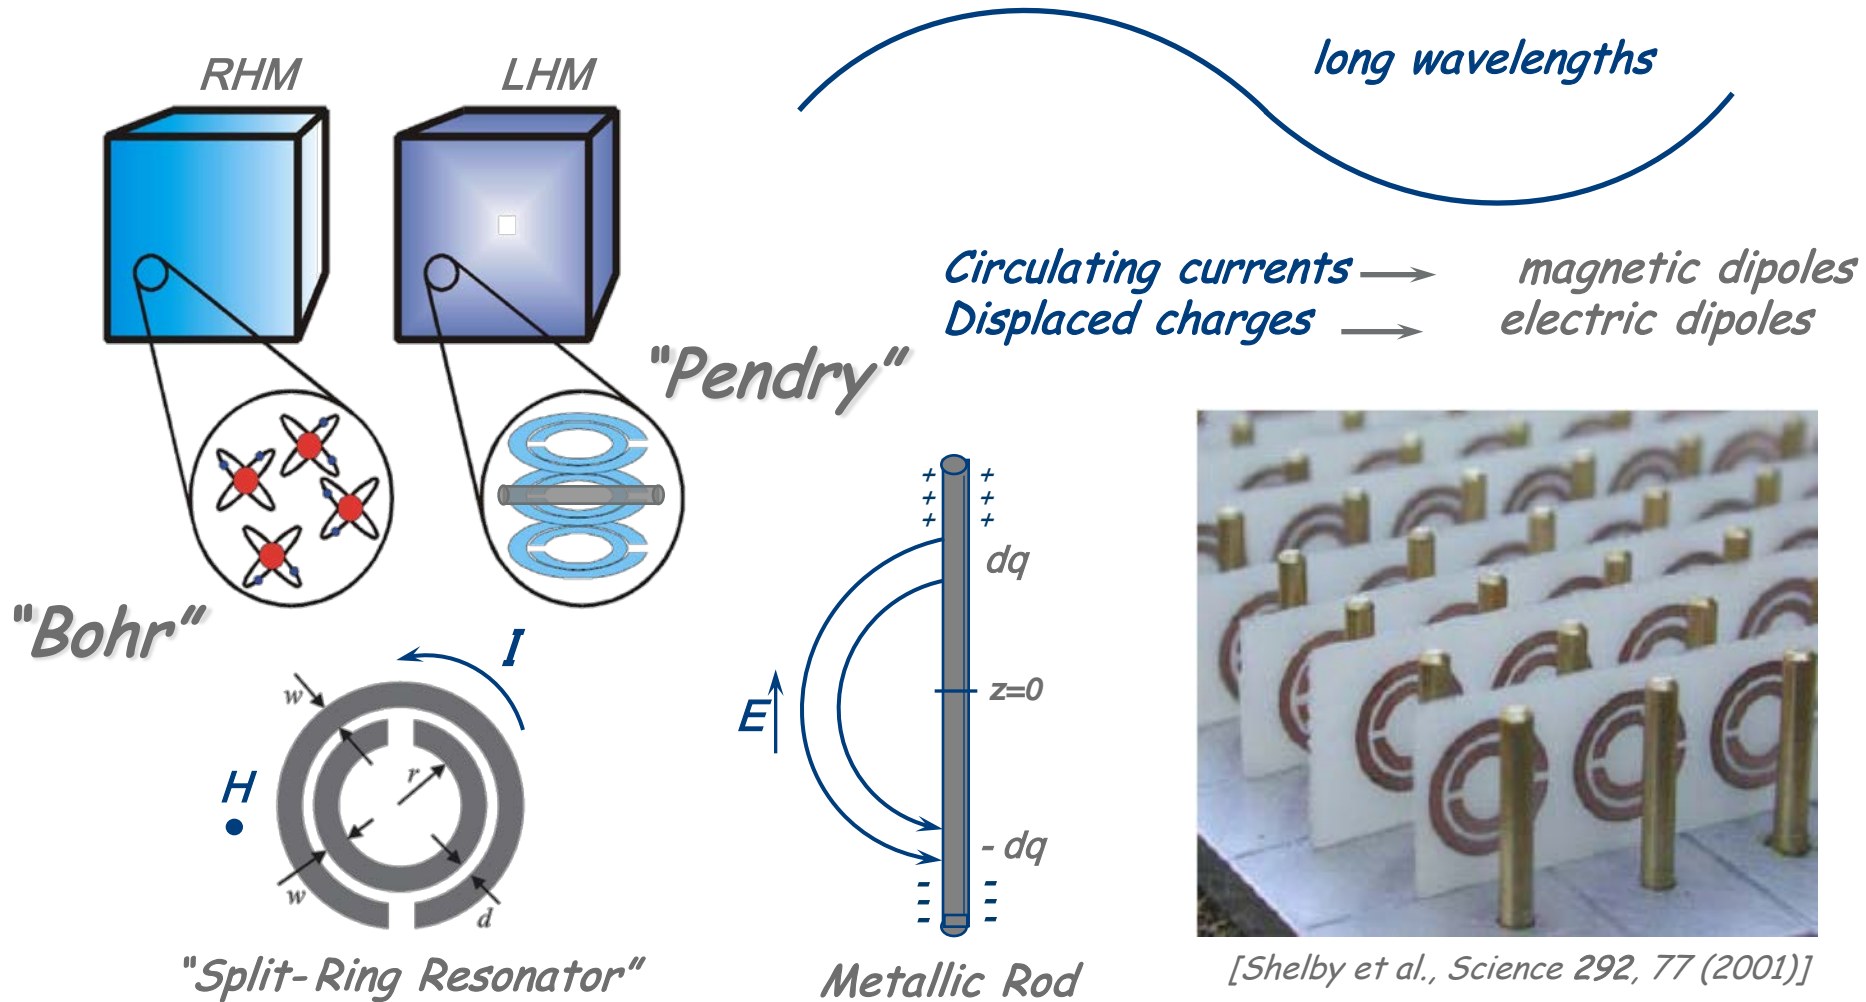 RHM
LHM
long wavelengths
Circulating currents → magnetic dipoles
Displaced charges → electric dipoles
"Pendry"
"Bohr"
+ +
+ +
+ +
dq
z=0
E
- dq
- -
- -
- -
I
w
r
H
w
d
"Split-Ring Resonator"
Metallic Rod
[Shelby et al., Science 292, 77 (2001)]